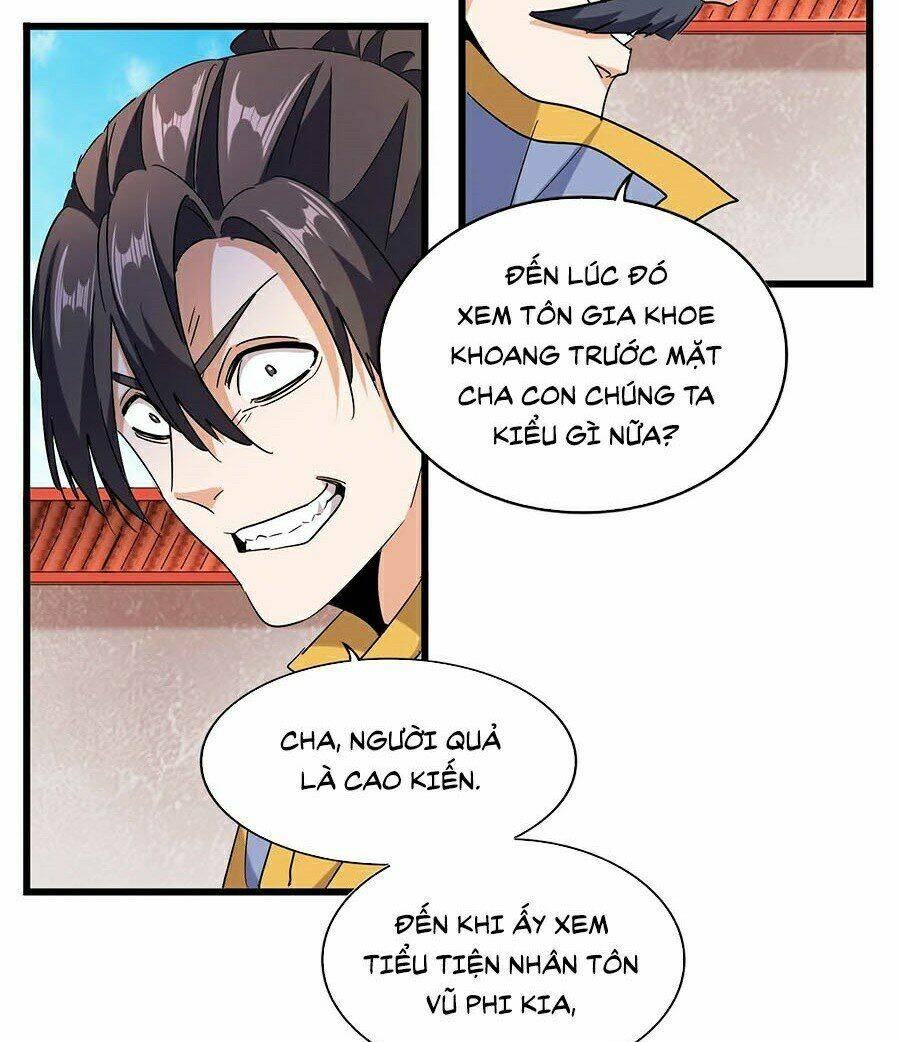 ĐẾN LÚC ĐÓ
XEM TÔN GIA KHOE
KHOANG TRƯỚC MẶT
CHA CON CHÚNG TA
KIỂU GÌ NỮA?
CHA, NGƯỜI QUẢ
LÀ CAO KIẾN.
ĐẾN KHI ẤY XEM
TIỂU TIỆN NHÂN TÔN
VŨ PHI KIA,